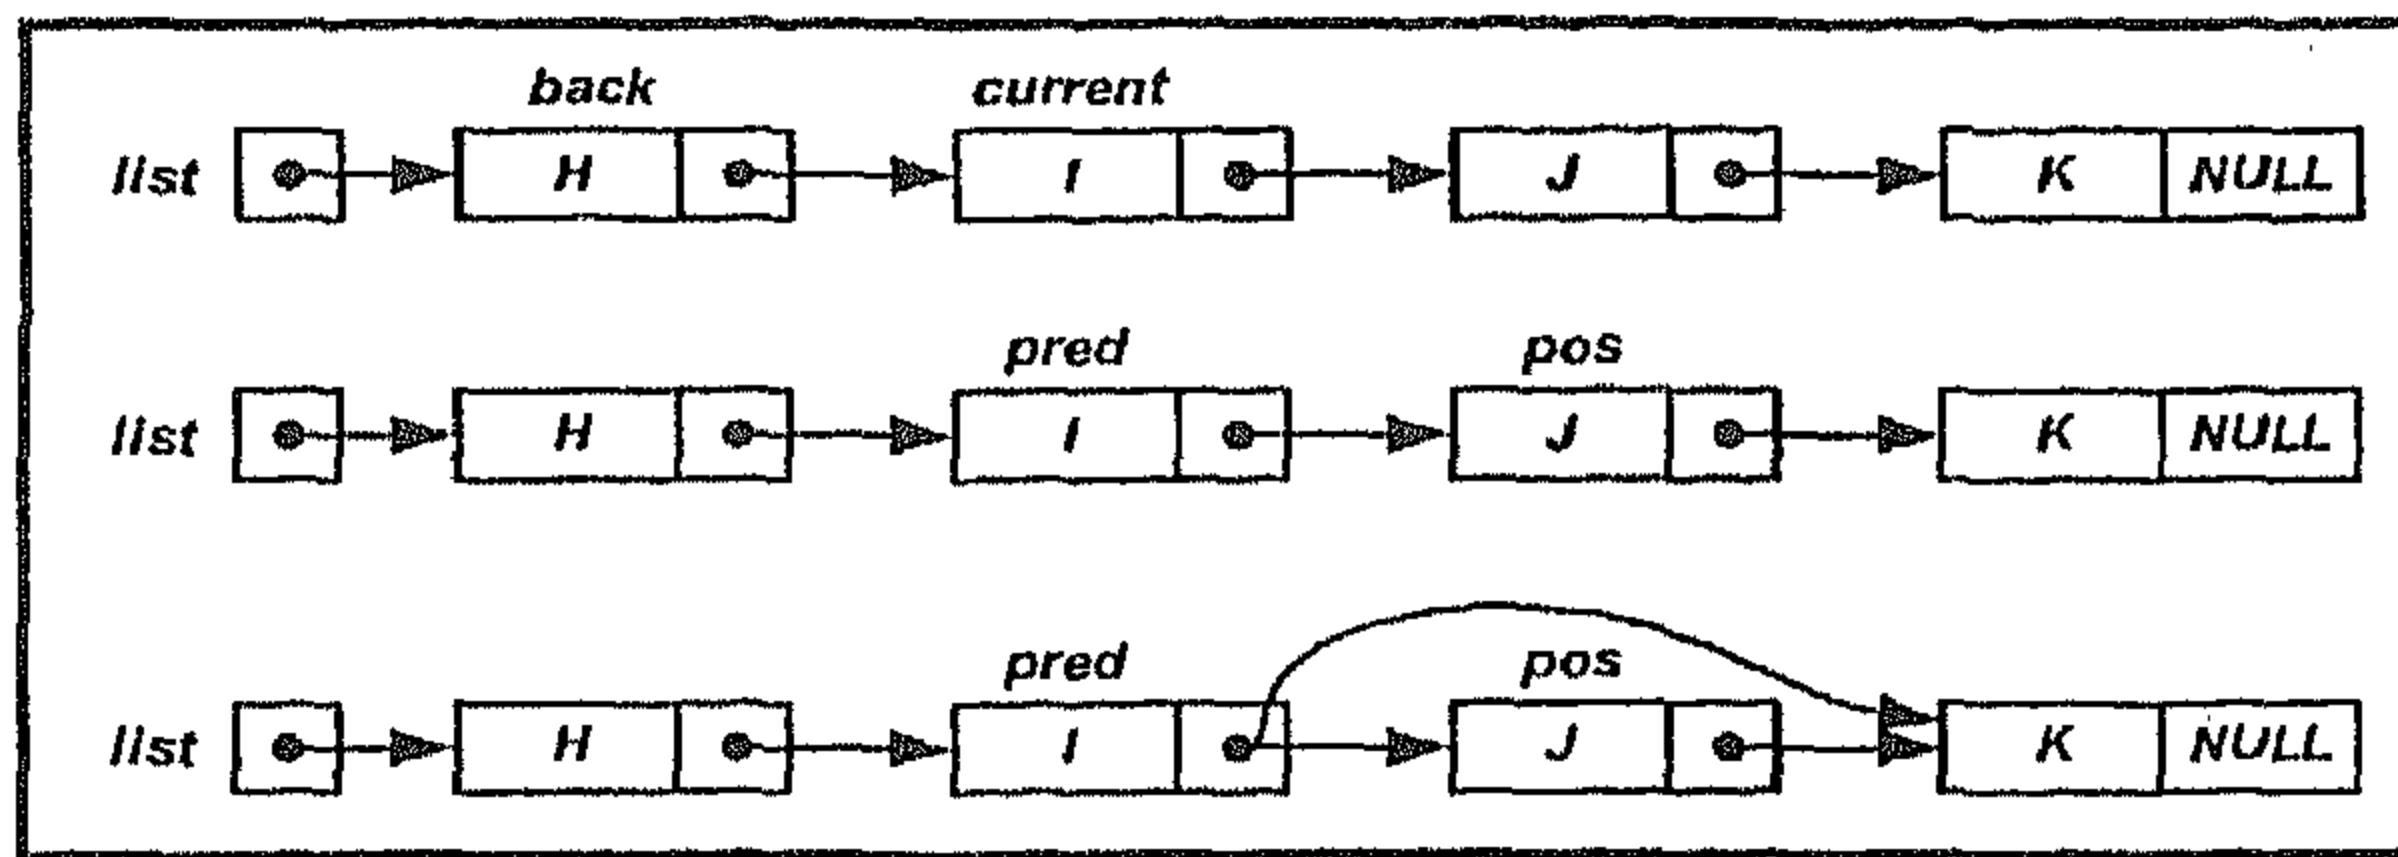 back current
list H I J K NULL
pred pos
list H I J K NULL
pred pos
list H I J K NULL